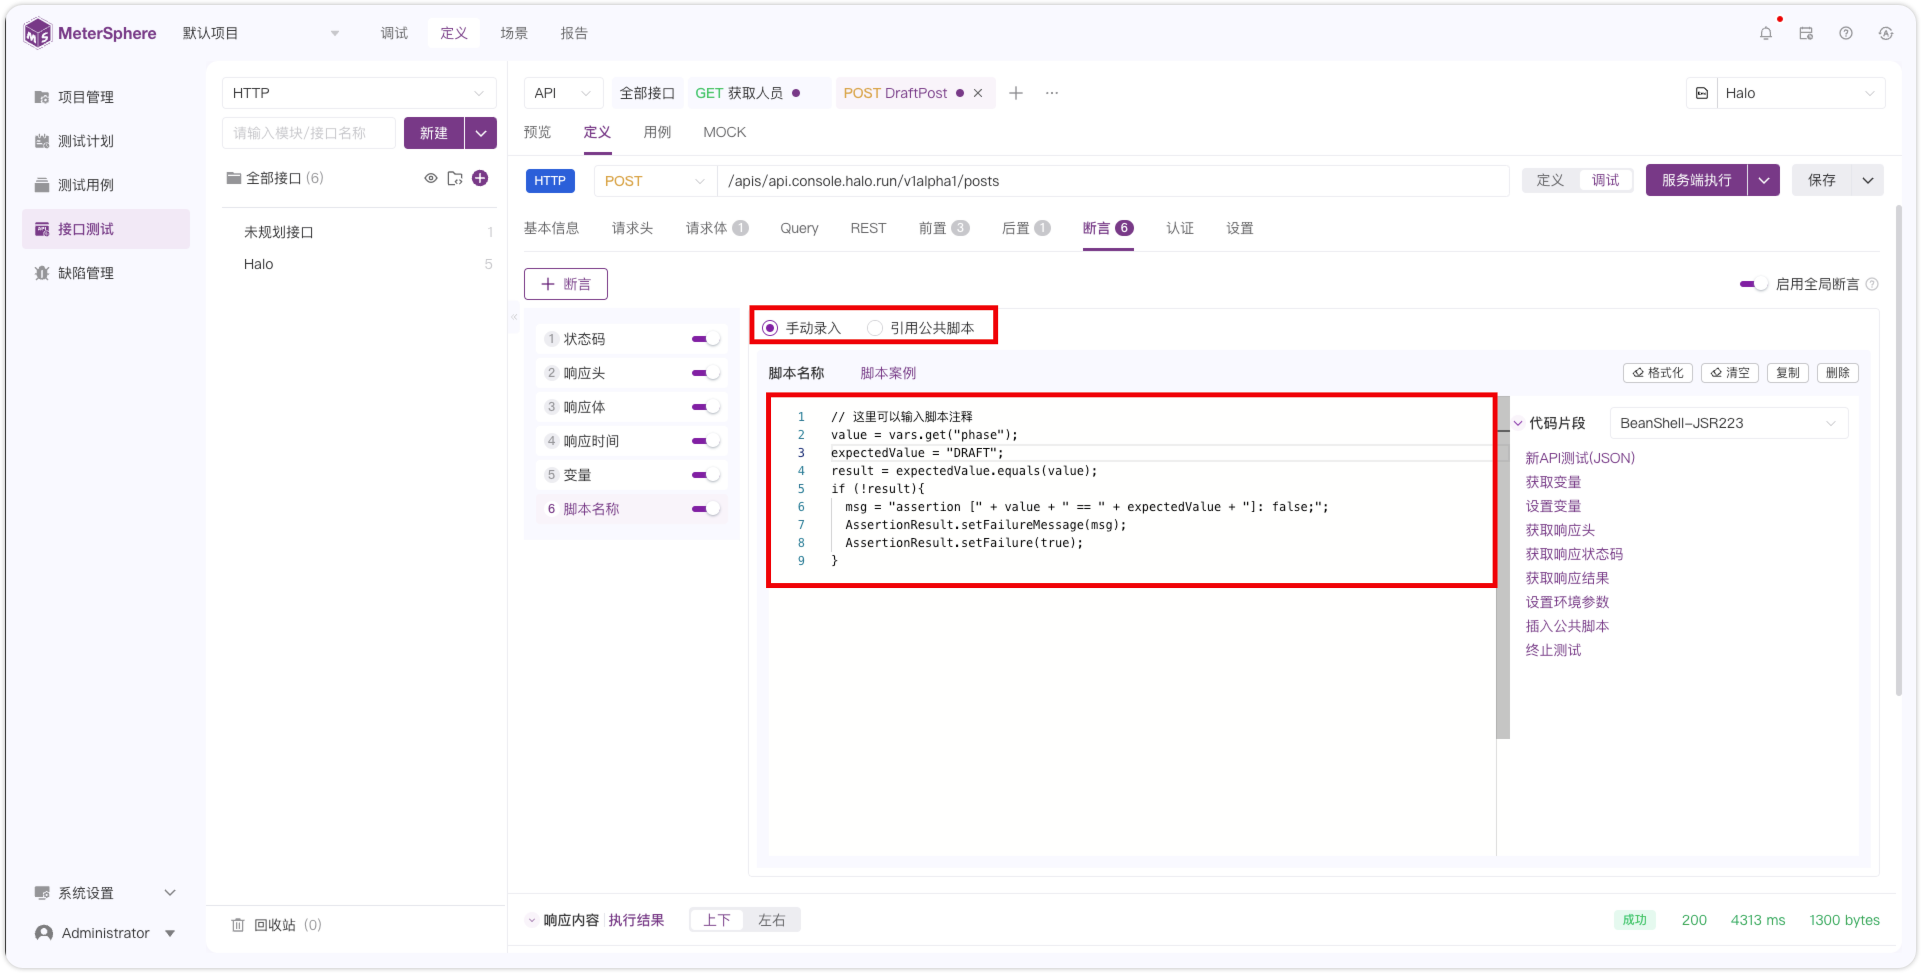 MeterSphere 默认项目 调试 定义 场景 报告
项目管理
测试计划
测试用例
接口测试
缺陷管理
系统设置
Administrator
HTTP
请输入模块/接口名称 新建
全部接口 (6)
未规划接口 1
Halo 5
回收站 (0)
API 全部接口 GET 获取人员 POST DraftPost Halo
预览 定义 用例 MOCK
HTTP POST /apis/api.console.halo.run/v1alpha1/posts 定义 调试 服务端执行 保存
基本信息 请求头 请求体 1 Query REST 前置 3 后置 1 断言 6 认证 设置
断言 启用全局断言
1 状态码
2 响应头
3 响应体
4 响应时间
5 变量
6 脚本名称
手动录入 引用公共脚本
脚本名称 脚本案例 格式化 清空 复制 删除
1 // 这里可以输入脚本注释
2 value = vars.get("phase");
3 expectedValue = "DRAFT";
4 result = expectedValue.equals(value);
5 if (!result){
6 msg = "assertion [" + value + " == " + expectedValue + "]: false;";
7 AssertionResult.setFailureMessage(msg);
8 AssertionResult.setFailure(true);
9 }
代码片段 BeanShell-JSR223
新API测试(JSON)
获取变量
设置变量
获取响应头
获取响应状态码
获取响应结果
设置环境参数
插入公共脚本
终止测试
响应内容 执行结果 上下 左右 成功 200 4313 ms 1300 bytes